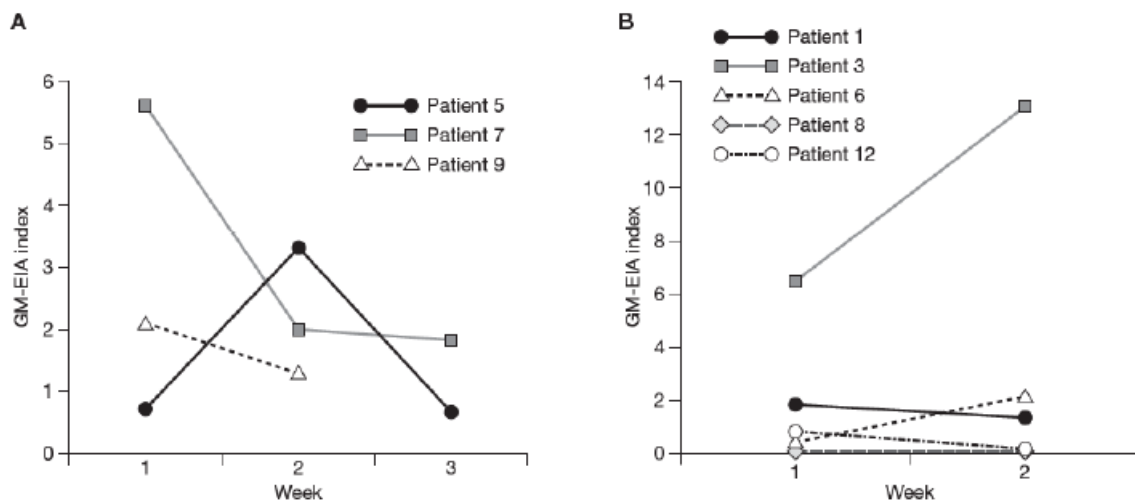 A
GM-EIA index
6
5
4
3
2
1
0
Patient 5
Patient 7
Patient 9
1 2 3
Week
B
Patient 1
Patient 3
Patient 6
Patient 8
Patient 12
GM-EIA index
14
12
10
8
6
4
2
0
1 2
Week